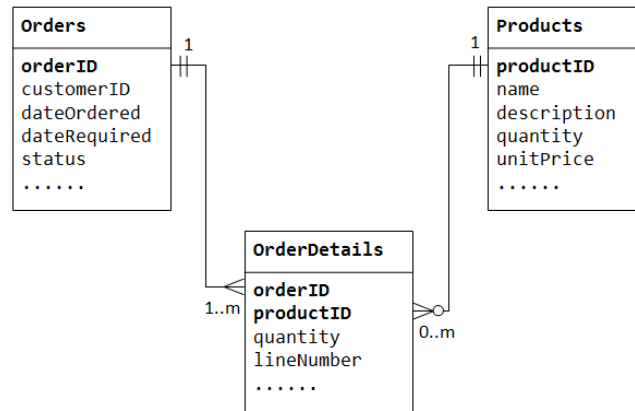 Orders
orderID
customerID
dateOrdered
dateRequired
status
......
1
1
Products
productID
name
description
quantity
unitPrice
......
OrderDetails
orderID
productID
quantity
lineNumber
......
1..m
0..m